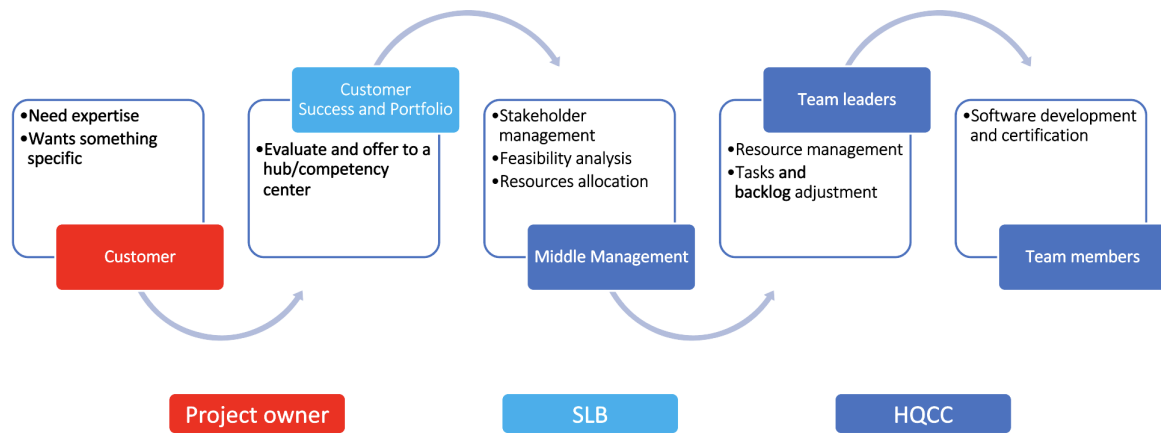 •Need expertise
•Wants something
specific
Customer
Customer
Success and Portfolio
•Evaluate and offer to a
hub/competency
center
•Stakeholder
management
•Feasibility analysis
•Resources allocation
Middle Management
Team leaders
•Resource management
•Tasks and
backlog adjustment
•Software development
and certification
Team members
Project owner
SLB
HQCC